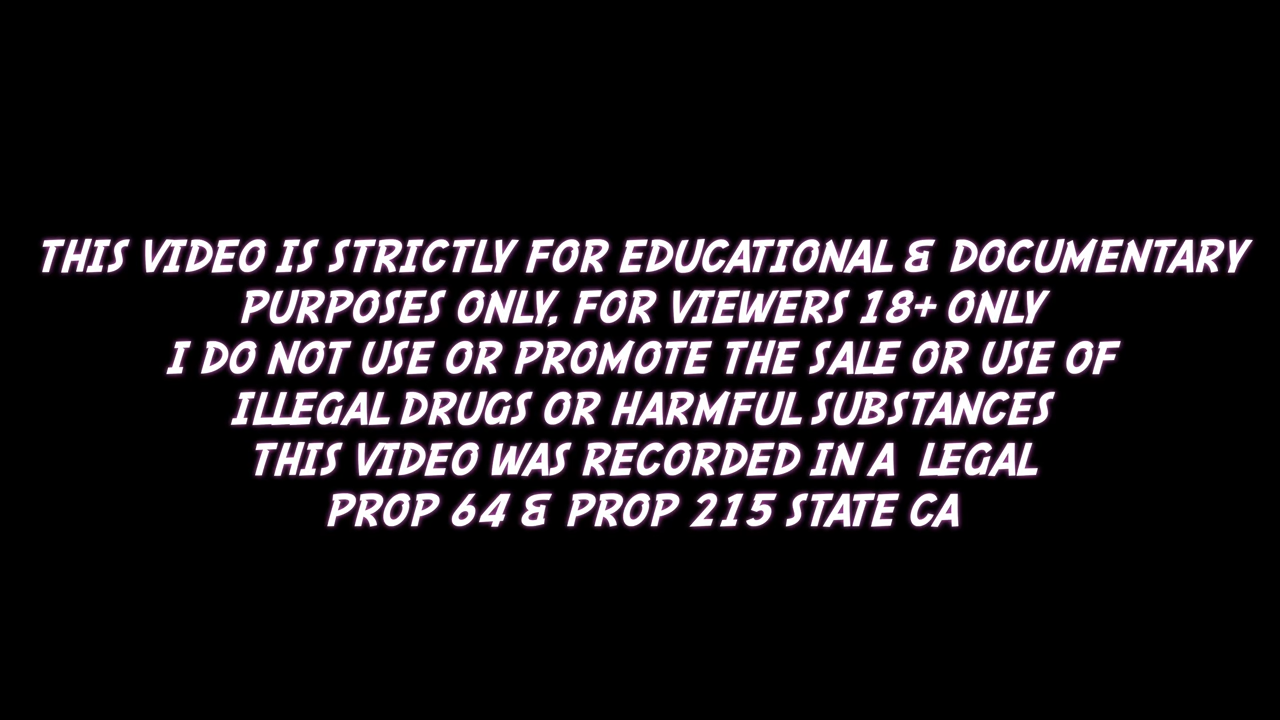 THIS VIDEO IS STRICTLY FOR EDUCATIONAL & DOCUMENTARY
PURPOSES ONLY, FOR VIEWERS 18+ ONLY
I DO NOT USE OR PROMOTE THE SALE OR USE OF
ILLEGAL DRUGS OR HARMFUL SUBSTANCES
THIS VIDEO WAS RECORDED IN A LEGAL
PROP 64 & PROP 215 STATE CA